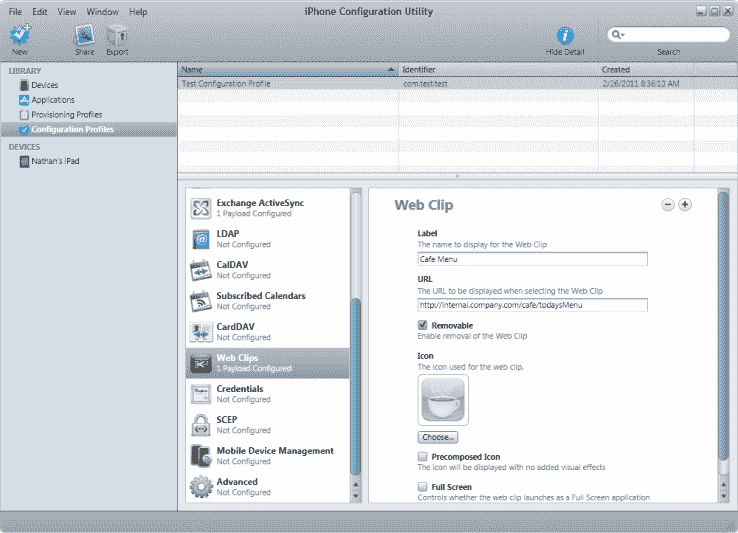 iPhone Configuration Utility
File Edit View Window Help
New Share Export Hide Detail Search
LIBRARY
Devices
Applications
Provisioning Profiles
Configuration Profiles
DEVICES
Nathan's iPad
Name Identifier Created
Test Configuration Profile com.test.test 2/26/2011 8:36:10 AM
Exchange ActiveSync
1 Payload Configured
LDAP
Not Configured
CalDAV
Not Configured
Subscribed Calendars
Not Configured
CardDAV
Not Configured
Web Clips
1 Payload Configured
Credentials
Not Configured
SCEP
Not Configured
Mobile Device Management
Not Configured
Advanced
Not Configured
Web Clip
Label
The name to display for the Web Clip
Cafe Menu
URL
The URL to be displayed when selecting the Web Clip
http://internal.company.com/cafe/todaysMenu
Removable
Enable removal of the Web Clip
Icon
The icon used for the web clip.
Choose...
Precomposed Icon
The icon will be displayed with no added visual effects
Full Screen
Controls whether the web clip launches as a Full Screen application